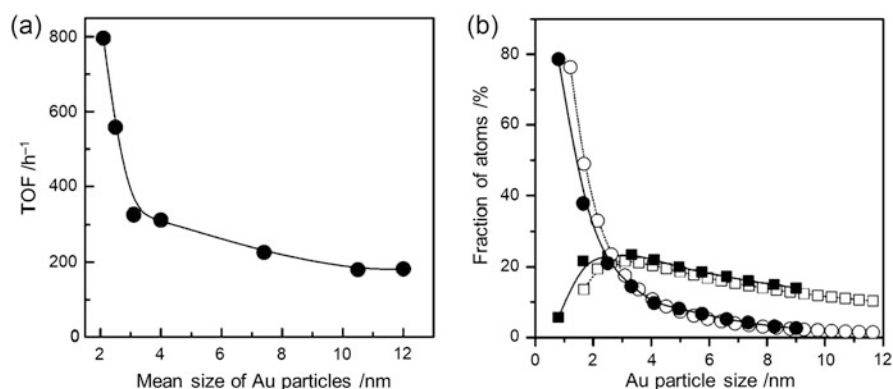 (a)
800
600
400
200
0
TOF /h⁻¹
2 4 6 8 10 12
Mean size of Au particles /nm
(b)
80
60
40
20
0
Fraction of atoms /%
0 2 4 6 8 10 12
Au particle size /nm